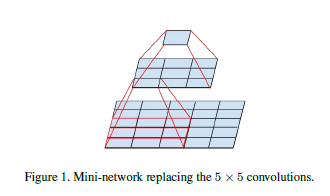 Figure 1. Mini-network replacing the 5 × 5 convolutions.